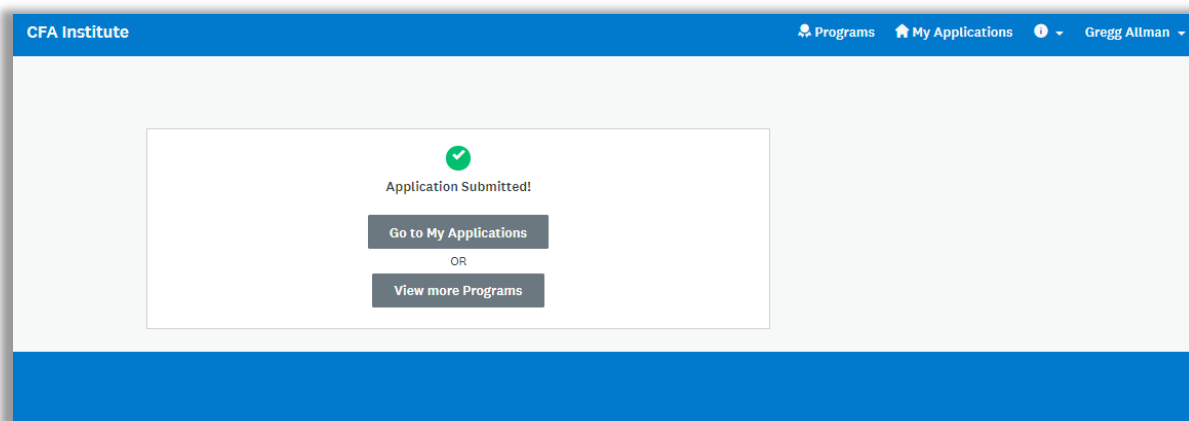 CFA Institute Programs My Applications Gregg Allman
Application Submitted!
Go to My Applications
OR
View more Programs